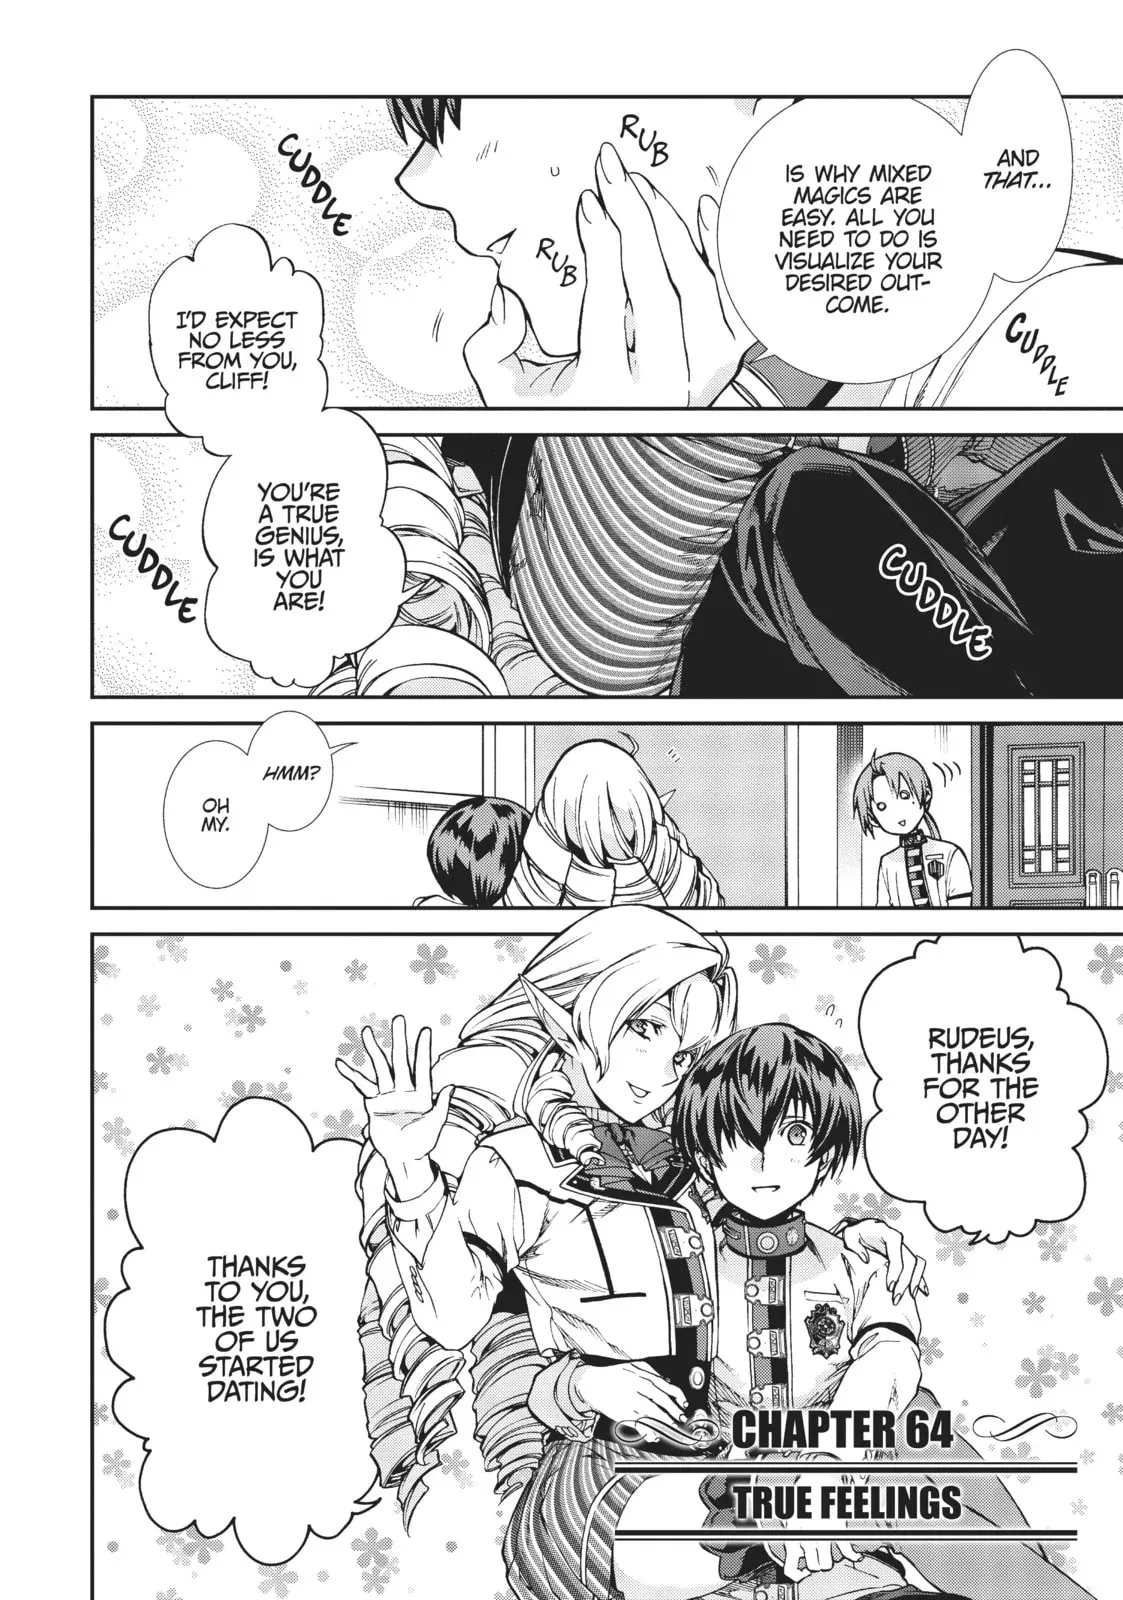 AND
THAT...
IS WHY MIXED
MAGICS ARE
EASY. ALL YOU
NEED TO DO IS
VISUALIZE YOUR
DESIRED OUT-
COME.
RUB
RUB
CUDDLE
CUDDLE
I'D EXPECT
NO LESS
FROM YOU,
CLIFF!
YOU'RE
A TRUE
GENIUS,
IS WHAT
YOU
ARE!
CUDDLE
CUDDLE
HMM?
OH
MY.
RUDEUS,
THANKS
FOR THE
OTHER
DAY!
THANKS
TO YOU,
THE TWO
OF US
STARTED
DATING!
CHAPTER 64
TRUE FEELINGS